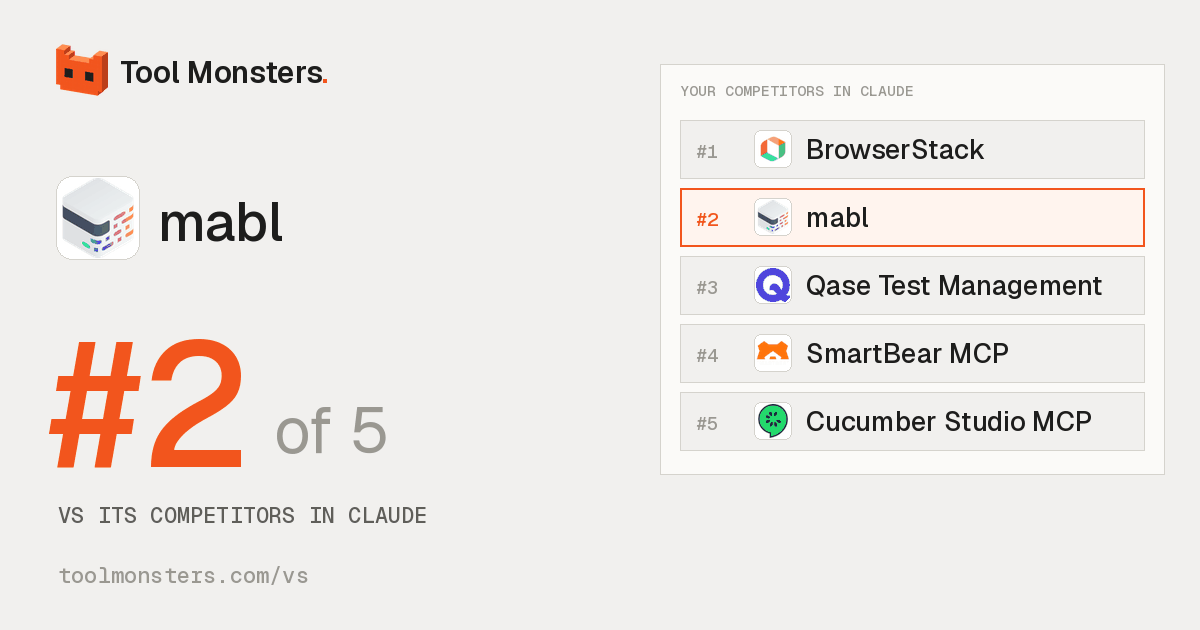 Tool Monsters.
mabl
#2 of 5
VS ITS COMPETITORS IN CLAUDE
toolmonsters.com/vs
YOUR COMPETITORS IN CLAUDE
#1 BrowserStack
#2 mabl
#3 Qase Test Management
#4 SmartBear MCP
#5 Cucumber Studio MCP